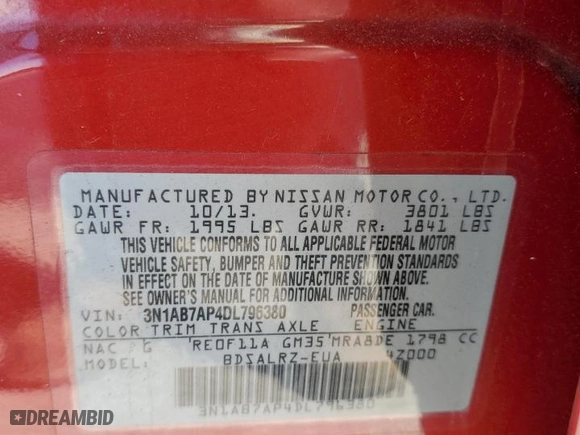 MANUFACTURED BY NISSAN MOTOR CO., LTD.
DATE: 10/13. GVWR: 3801 LBS
GAWR FR: 1995 LBS GAWR RR: 1841 LBS
THIS VEHICLE CONFORMS TO ALL APPLICABLE FEDERAL MOTOR
VEHICLE SAFETY, BUMPER AND THEFT PREVENTION STANDARDS
IN EFFECT ON THE DATE OF MANUFACTURE SHOWN ABOVE.
SEE OWNER'S MANUAL FOR ADDITIONAL INFORMATION.
VIN: 3N1AB7AP4DL796380 PASSENGER CAR.
COLOR TRIM TRANS AXLE ENGINE
NAC G RE0F11A GM35 MRA8DE 1798 CC
MODEL: BDSALRZ-EUA 4Z000
3N1AB7AP4DL796380
DREAMBID